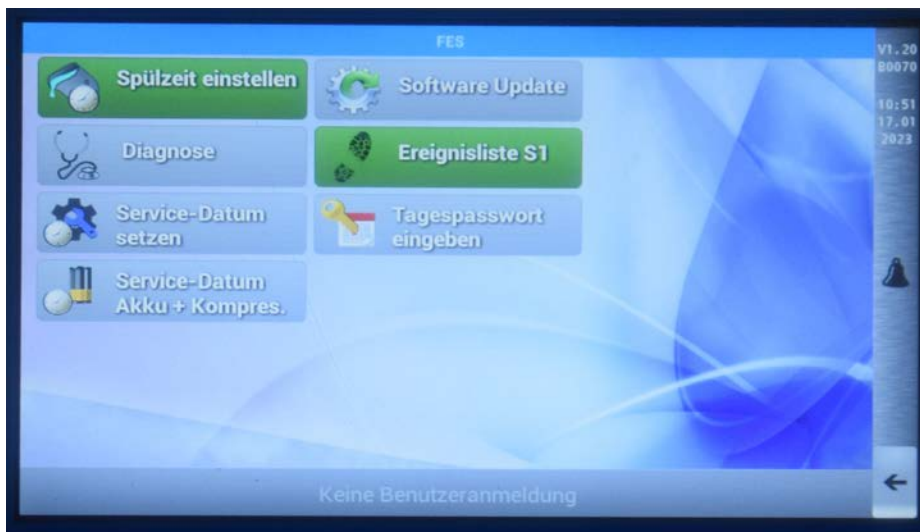 FES
V1.20
B0070
10:51
17.01
2023
Spülzeit einstellen
Software Update
Diagnose
Ereignisliste S1
Service-Datum
setzen
Tagespasswort
eingeben
Service-Datum
Akku + Kompres.
Keine Benutzeranmeldung